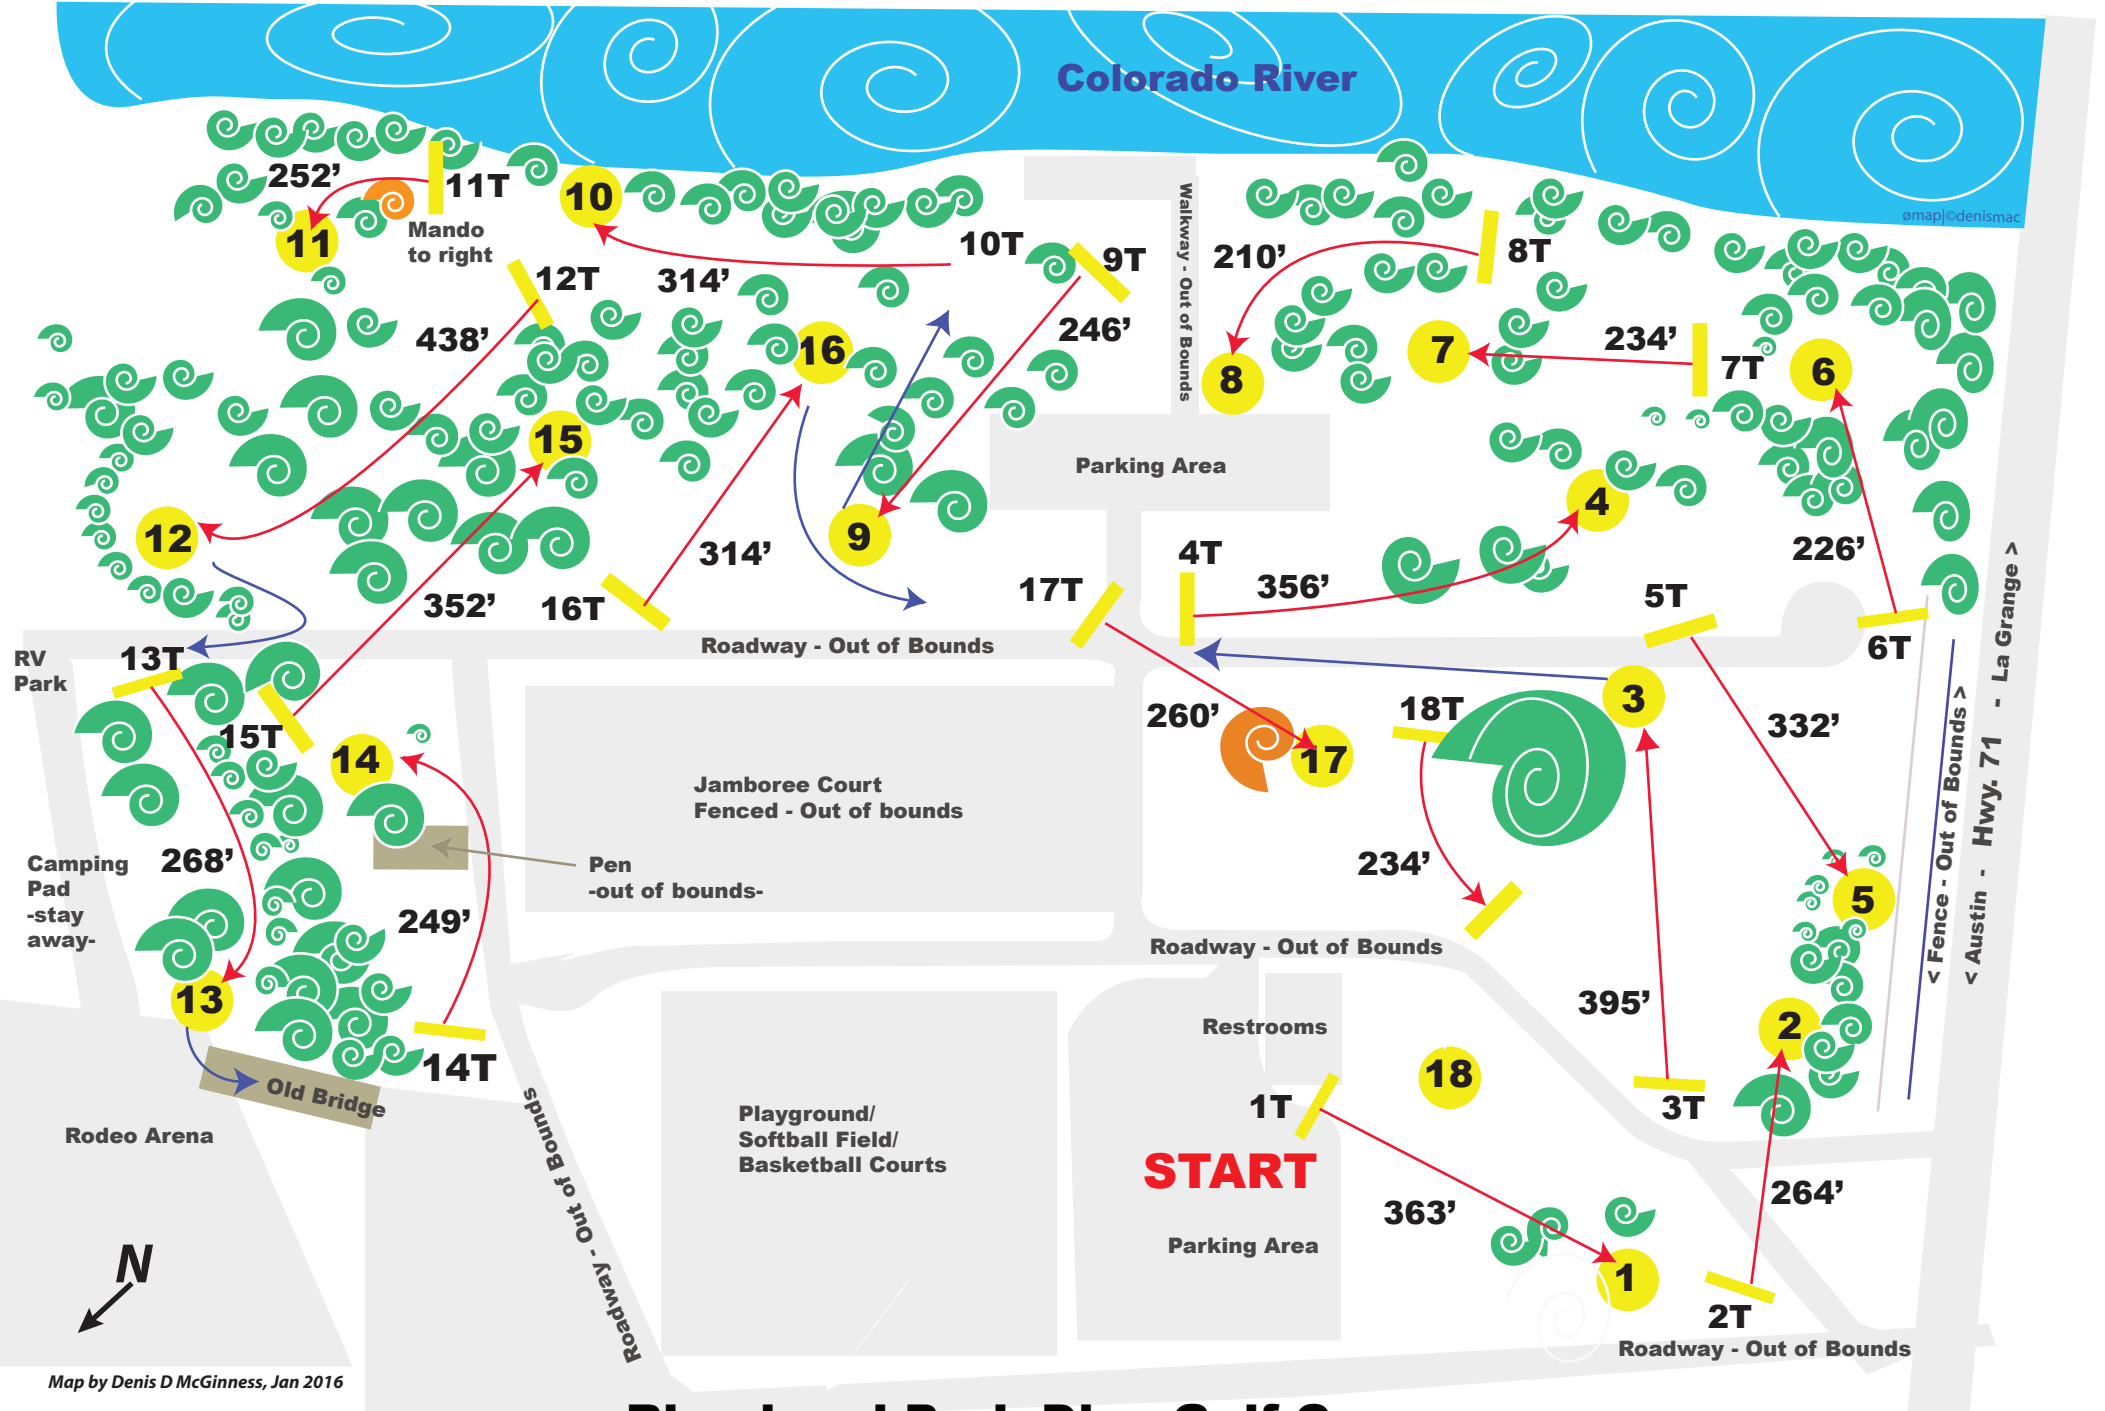 Colorado River
ømap|©denismac
252’
11T
10
11
Mando
to right
12T
314’
10T
9T
246’
Walkway - Out of Bounds
210’
8T
234’
7T
7
6
8
438’
16
15
Parking Area
4
12
9
314’
352’
16T
17T
4T
356’
5T
226’
6T
Roadway - Out of Bounds
RV
Park
13T
15T
14
260’
17
18T
3
332’
< Fence - Out of Bounds >
< Austin - Hwy. 71 - La Grange >
Jamboree Court
Fenced - Out of bounds
Camping
Pad
-stay
away-
268’
Pen
-out of bounds-
249’
234’
5
Roadway - Out of Bounds
13
395’
2
Restrooms
14T
18
Old Bridge
1T
3T
Rodeo Arena
Playground/
Softball Field/
Basketball Courts
START
Roadway - Out of Bounds
363’
264’
Parking Area
N
1
2T
Roadway - Out of Bounds
Map by Denis D McGinness, Jan 2016